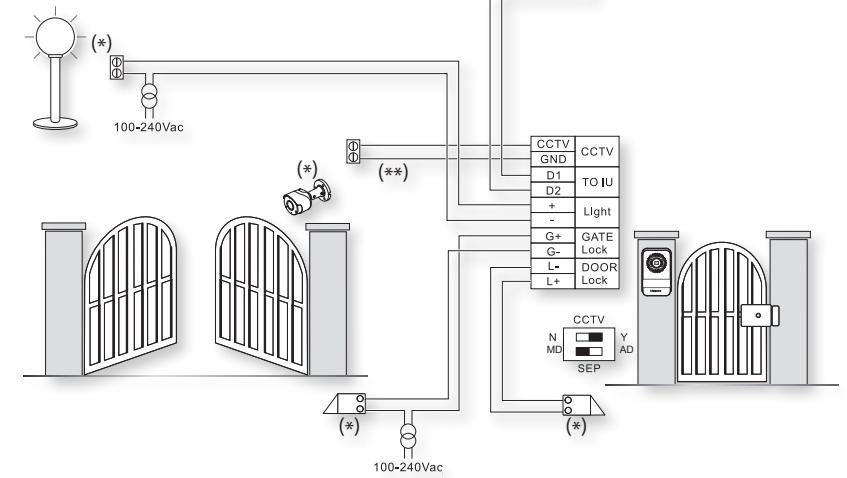 (*)
100-240Vac
(*)
(**)
CCTV
GND
CCTV
D1
D2
TO IU
+
-
LIght
G+
G-
GATE
Lock
L-
L+
DOOR
Lock
CCTV
N
Y
MD
AD
SEP
(*)
(*)
100-240Vac